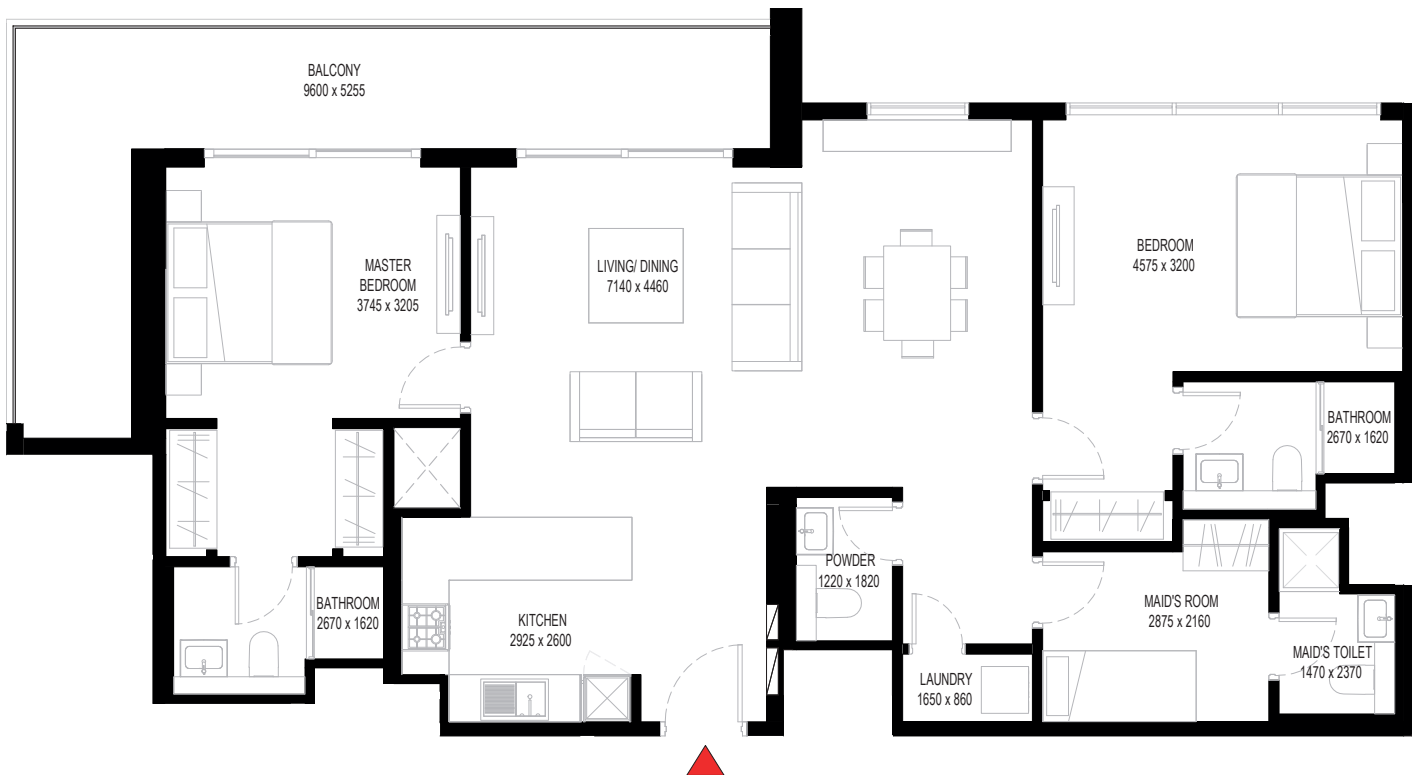 BALCONY
9600 x 5255
MASTER
BEDROOM
3745 x 3205
LIVING/ DINING
7140 x 4460
BEDROOM
4575 x 3200
BATHROOM
2670 x 1620
POWDER
1220 x 1820
BATHROOM
2670 x 1620
KITCHEN
2925 x 2600
MAID'S ROOM
2875 x 2160
MAID'S TOILET
1470 x 2370
LAUNDRY
1650 x 860